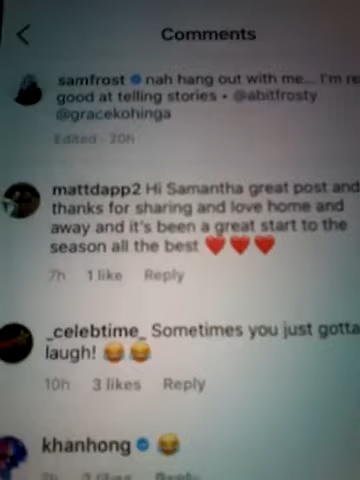 Comments
samfrost nah hang out with me... I'm re
good at telling stories • @abitfrosty
@gracekohinga
Edited · 20h
mattdapp2 Hi Samantha great post and
thanks for sharing and love home and
away and it's been a great start to the
season all the best ❤️❤️❤️
7h 1 like Reply
_celebtime_ Sometimes you just gotta
laugh! 😂😂
10h 3 likes Reply
khanhong 😂
likes Reply